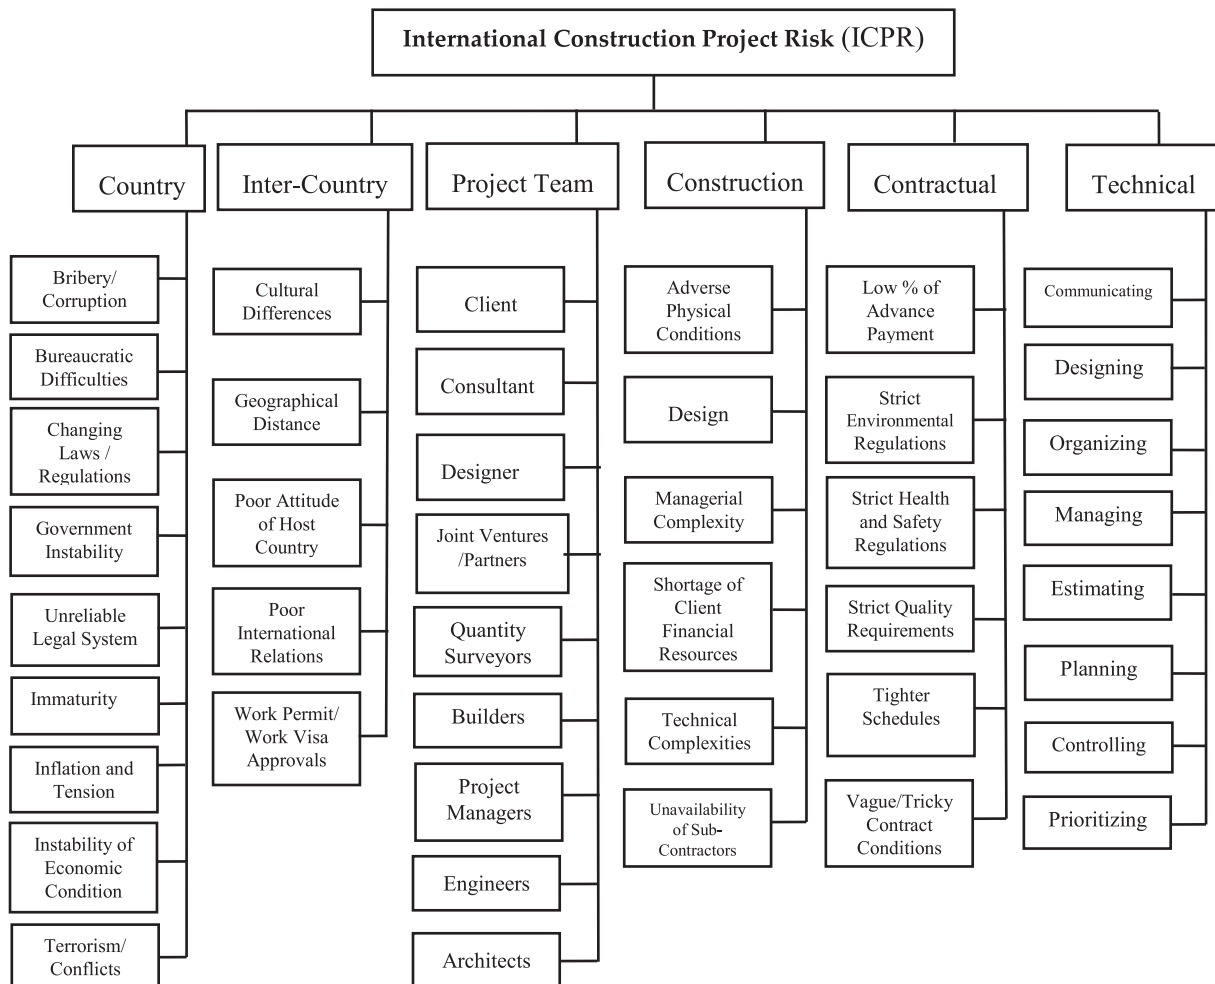 International Construction Project Risk (ICPR)
Country
Inter-Country
Project Team
Construction
Contractual
Technical
Bribery/
Corruption
Bureaucratic
Difficulties
Changing
Laws /
Regulations
Government
Instability
Unreliable
Legal System
Immaturity
Inflation and
Tension
Instability of
Economic
Condition
Terrorism/
Conflicts
Cultural
Differences
Geographical
Distance
Poor Attitude
of Host
Country
Poor
International
Relations
Work Permit/
Work Visa
Approvals
Client
Consultant
Designer
Joint Ventures
/Partners
Quantity
Surveyors
Builders
Project
Managers
Engineers
Architects
Adverse
Physical
Conditions
Design
Managerial
Complexity
Shortage of
Client
Financial
Resources
Technical
Complexities
Unavailability
of Sub-
Contractors
Low % of
Advance
Payment
Strict
Environmental
Regulations
Strict Health
and Safety
Regulations
Strict Quality
Requirements
Tighter
Schedules
Vague/Tricky
Contract
Conditions
Communicating
Designing
Organizing
Managing
Estimating
Planning
Controlling
Prioritizing